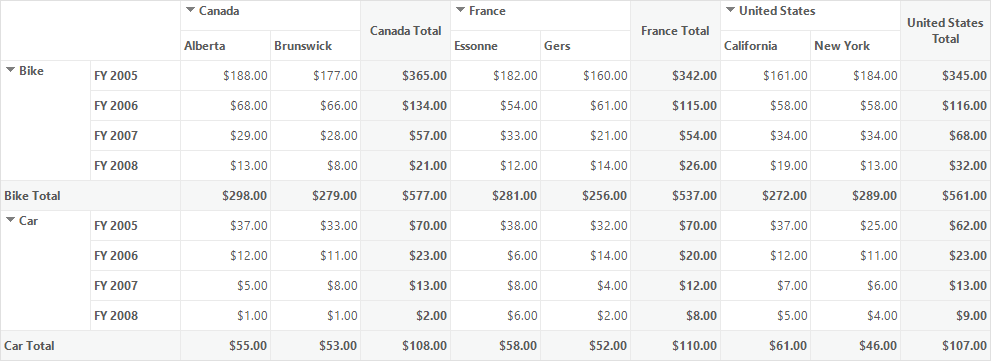 Canada Canada Total France France Total United States United States Total
Alberta Brunswick Essonne Gers California New York
Bike FY 2005 $188.00 $177.00 $365.00 $182.00 $160.00 $342.00 $161.00 $184.00 $345.00
FY 2006 $68.00 $66.00 $134.00 $54.00 $61.00 $115.00 $58.00 $58.00 $116.00
FY 2007 $29.00 $28.00 $57.00 $33.00 $21.00 $54.00 $34.00 $34.00 $68.00
FY 2008 $13.00 $8.00 $21.00 $12.00 $14.00 $26.00 $19.00 $13.00 $32.00
Bike Total $298.00 $279.00 $577.00 $281.00 $256.00 $537.00 $272.00 $289.00 $561.00
Car FY 2005 $37.00 $33.00 $70.00 $38.00 $32.00 $70.00 $37.00 $25.00 $62.00
FY 2006 $12.00 $11.00 $23.00 $6.00 $14.00 $20.00 $12.00 $11.00 $23.00
FY 2007 $5.00 $8.00 $13.00 $8.00 $4.00 $12.00 $7.00 $6.00 $13.00
FY 2008 $1.00 $1.00 $2.00 $6.00 $2.00 $8.00 $5.00 $4.00 $9.00
Car Total $55.00 $53.00 $108.00 $58.00 $52.00 $110.00 $61.00 $46.00 $107.00